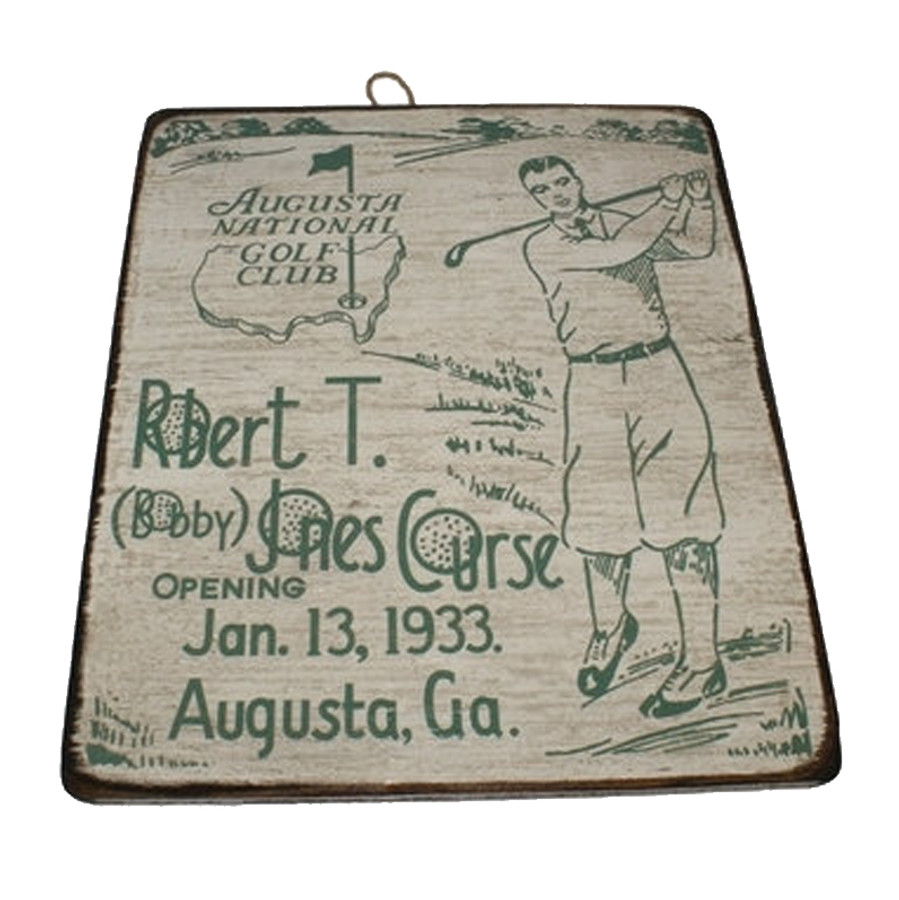 AUGUSTA
NATIONAL
GOLF
CLUB
Robert T.
(Bobby) Jones Course
OPENING
Jan. 13, 1933.
Augusta, Ga.